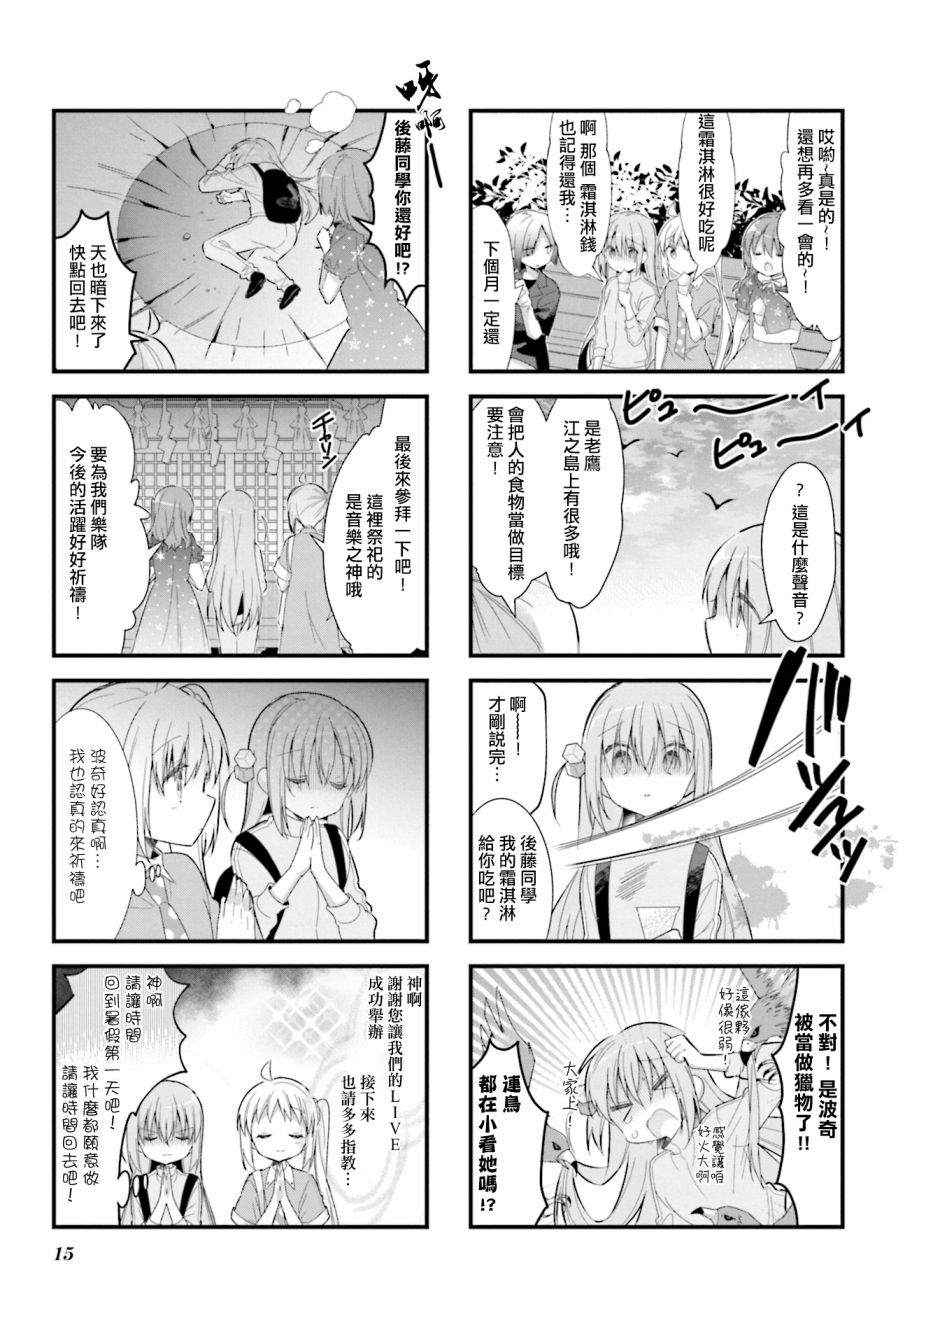 哎喲~真是的~！
還想再多看一會的~！
這霜淇淋很好吃呢
啊 那個 霜淇淋錢
也記得還我…
下個月一定還
ピューーイィ
ピューーイ
？這是什麼聲音？
是老鷹
江之島上有很多哦！
會把人的食物當做目標
要注意！
ズザッ
啊~~~！
才剛說完…
後藤同學
我的霜淇淋
給你吃吧？
不對！是波奇
被當做獵物了!!
這傢夥
好像很弱！
大家上！
感覺讓咱
好火大啊
連鳥
都在小看她嗎!?
呀啊ー
後藤同學你還好吧!?
天也暗下來了
快點回去吧！
チャリン
最後來參拜一下吧！
這裡祭祀的
是音樂之神哦
要為我們樂隊
今後的活躍好好祈禱！
波奇好認真啊…
我也認真的來祈禱吧
神啊
謝謝您讓我們的LIVE
成功舉辦
接下來
也請多多指教…
神啊
請讓時間
回到暑假第一天吧！
我什麼都願意做
請讓時間回去吧！
15